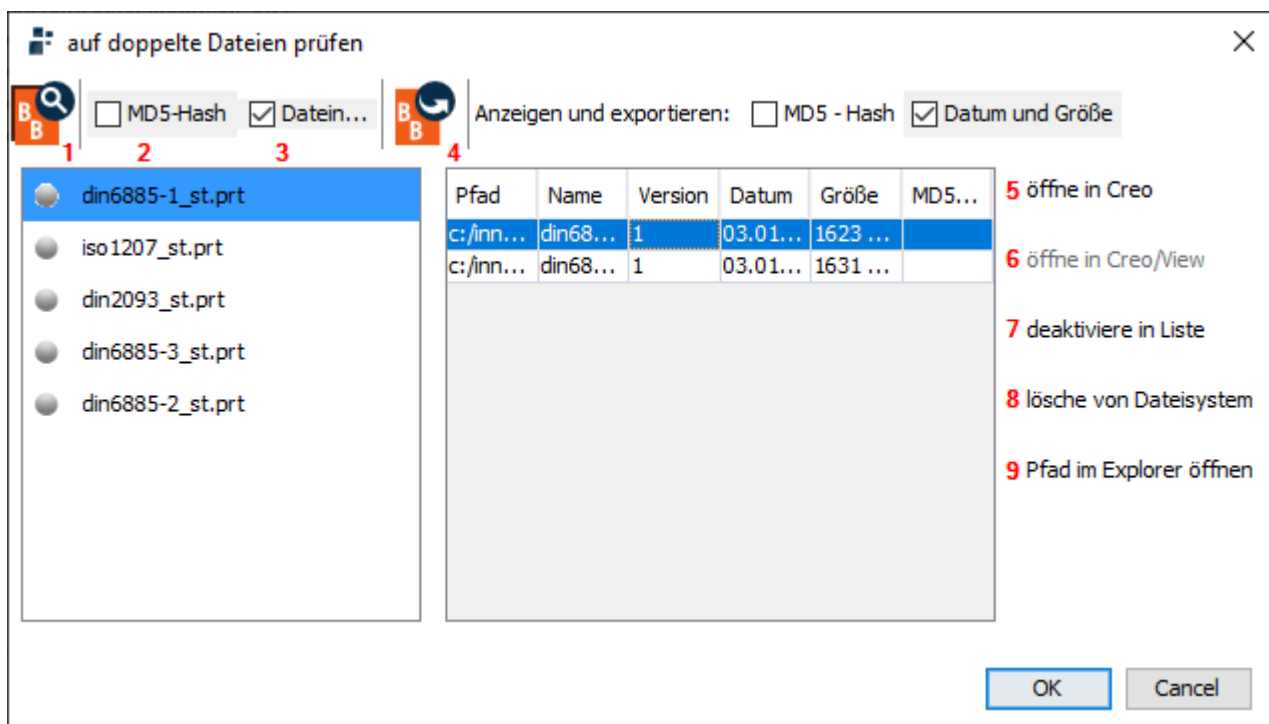 auf doppelte Dateien prüfen
B B MD5-Hash Datein... B B Anzeigen und exportieren: MD5 - Hash Datum und Größe
1 2 3 4
din6885-1_st.prt
iso1207_st.prt
din2093_st.prt
din6885-3_st.prt
din6885-2_st.prt
Pfad Name Version Datum Größe MD5...
c:/inn... din68... 1 03.01... 1623 ...
c:/inn... din68... 1 03.01... 1631 ...
5 öffne in Creo
6 öffne in Creo/View
7 deaktiviere in Liste
8 lösche von Dateisystem
9 Pfad im Explorer öffnen
OK Cancel